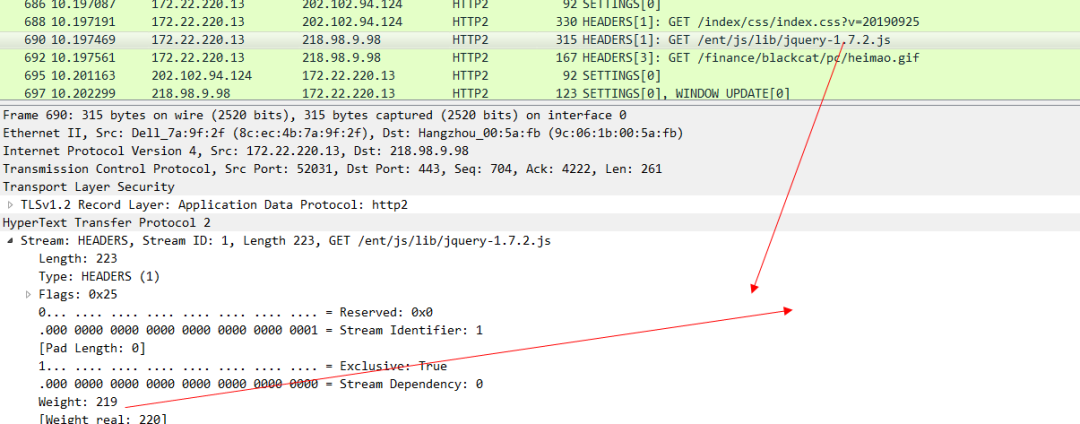 686 10.197087 172.22.220.13 202.102.94.124 HTTP2 92 SETTINGS[0]
688 10.197191 172.22.220.13 202.102.94.124 HTTP2 330 HEADERS[1]: GET /index/css/index.css?v=20190925
690 10.197469 172.22.220.13 218.98.9.98 HTTP2 315 HEADERS[1]: GET /ent/js/lib/jquery-1.7.2.js
692 10.197561 172.22.220.13 218.98.9.98 HTTP2 167 HEADERS[3]: GET /finance/blackcat/pc/heimao.gif
695 10.201163 202.102.94.124 172.22.220.13 HTTP2 92 SETTINGS[0]
697 10.202299 218.98.9.98 172.22.220.13 HTTP2 123 SETTINGS[0], WINDOW_UPDATE[0]
Frame 690: 315 bytes on wire (2520 bits), 315 bytes captured (2520 bits) on interface 0
Ethernet II, Src: Dell_7a:9f:2f (8c:ec:4b:7a:9f:2f), Dst: Hangzhou_00:5a:fb (9c:06:1b:00:5a:fb)
Internet Protocol Version 4, Src: 172.22.220.13, Dst: 218.98.9.98
Transmission Control Protocol, Src Port: 52031, Dst Port: 443, Seq: 704, Ack: 4222, Len: 261
Transport Layer Security
TLSv1.2 Record Layer: Application Data Protocol: http2
HyperText Transfer Protocol 2
Stream: HEADERS, Stream ID: 1, Length 223, GET /ent/js/lib/jquery-1.7.2.js
Length: 223
Type: HEADERS (1)
Flags: 0x25
0... .... .... .... .... .... .... .... = Reserved: 0x0
.000 0000 0000 0000 0000 0000 0000 0001 = Stream Identifier: 1
[Pad Length: 0]
1... .... .... .... .... .... .... .... = Exclusive: True
.000 0000 0000 0000 0000 0000 0000 0000 = Stream Dependency: 0
Weight: 219
[Weight real: 220]